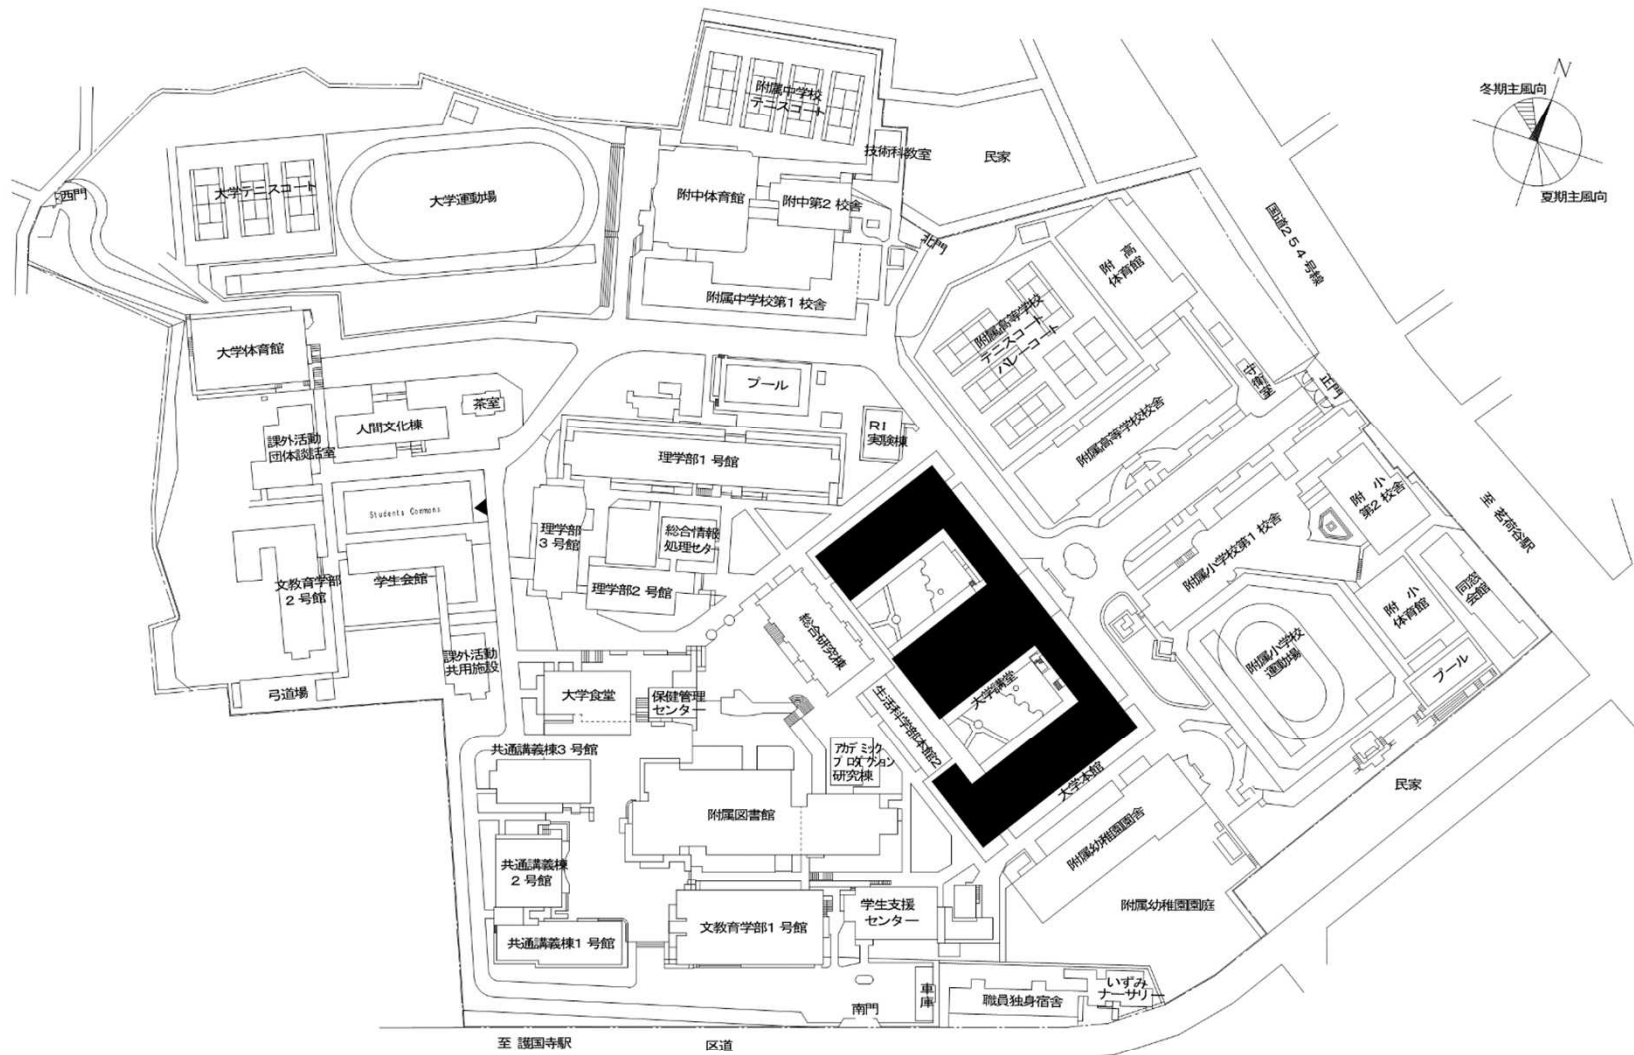 N
冬期主風向
夏期主風向
附属中学校
テニスコート
技術科教室
民家
西門
大学テニスコート
大学運動場
附中体育館
附中第2 校舎
北門
附高
体育館
国道254号線
附属中学校第1 校舎
附属高等学校
テニスコート
バレーコート
大学体育館
プール
守衛室
正門
茶室
人間文化棟
課外活動
団体談話室
RI
実験棟
理学部1 号館
附属高等学校校舎
附小
第2 校舎
至 茗荷谷駅
Students Commons
理学部
3 号館
総合情報
処理センター
附属小学校第1 校舎
文教育学部
2 号館
学生会館
理学部2 号館
附小
体育館
同窓
会館
総合研究棟
課外活動
共用施設
附属小学校
運動場
プール
弓道場
大学食堂
保健管理
センター
大学講堂
生活科学部本館2
共通講義棟3 号館
アカデミック
プロダクション
研究棟
大学本館
民家
附属図書館
附属幼稚園園舎
共通講義棟
2 号館
学生支援
センター
附属幼稚園園庭
文教育学部1 号館
共通講義棟1 号館
車庫
南門
職員独身宿舎
いずみ
ナーサリー
至 護国寺駅
区道